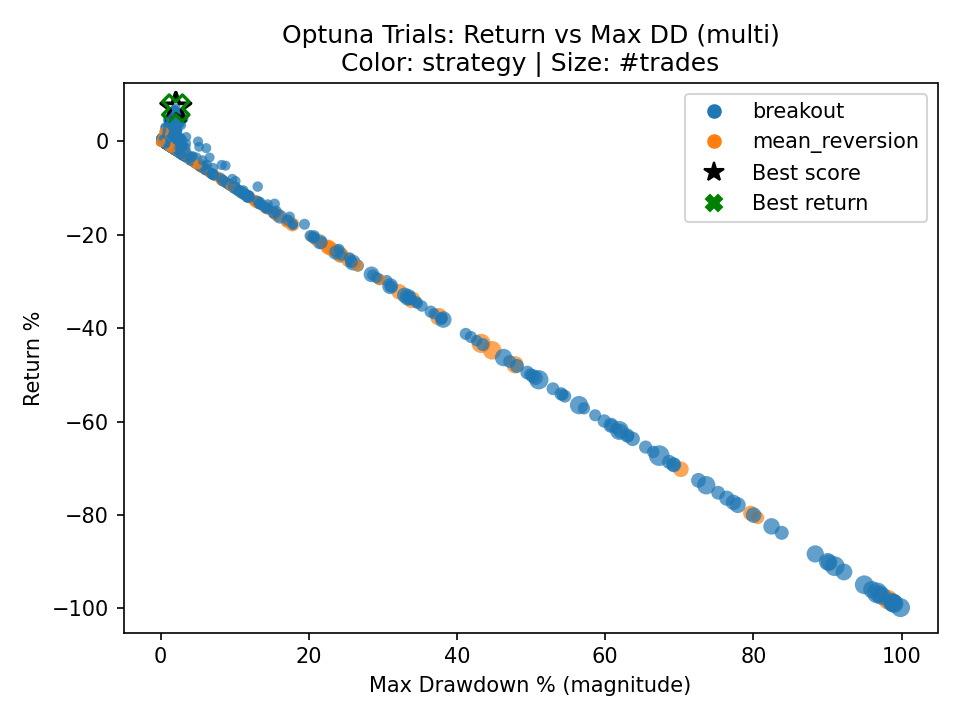 Optuna Trials: Return vs Max DD (multi)
Color: strategy | Size: #trades
breakout
mean_reversion
Best score
Best return
Return %
0
−20
−40
−60
−80
−100
0 20 40 60 80 100
Max Drawdown % (magnitude)